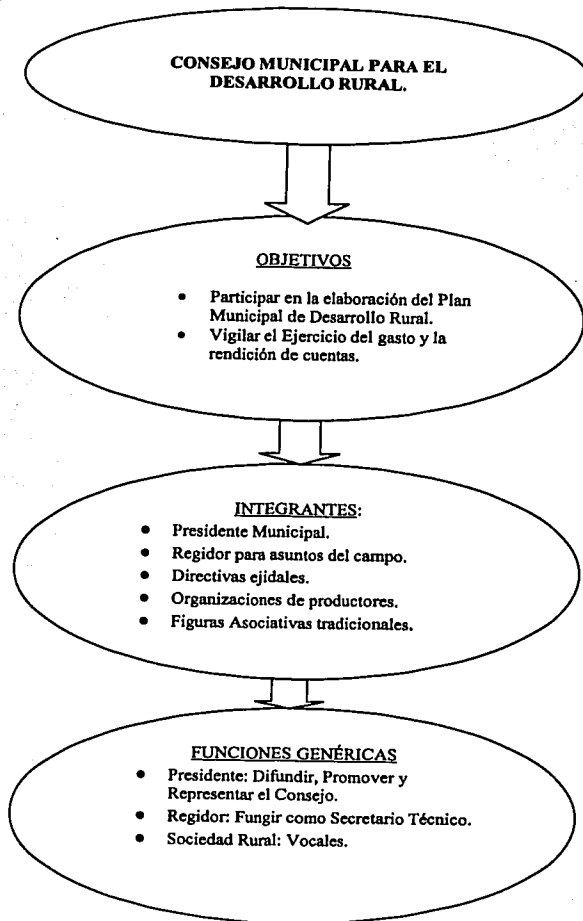 CONSEJO MUNICIPAL PARA EL
DESARROLLO RURAL.
OBJETIVOS
• Participar en la elaboración del Plan
Municipal de Desarrollo Rural.
• Vigilar el Ejercicio del gasto y la
rendición de cuentas.
INTEGRANTES:
• Presidente Municipal.
• Regidor para asuntos del campo.
• Directivas ejidales.
• Organizaciones de productores.
• Figuras Asociativas tradicionales.
FUNCIONES GENÉRICAS
• Presidente: Difundir, Promover y
Representar el Consejo.
• Regidor: Fungir como Secretario Técnico.
• Sociedad Rural: Vocales.